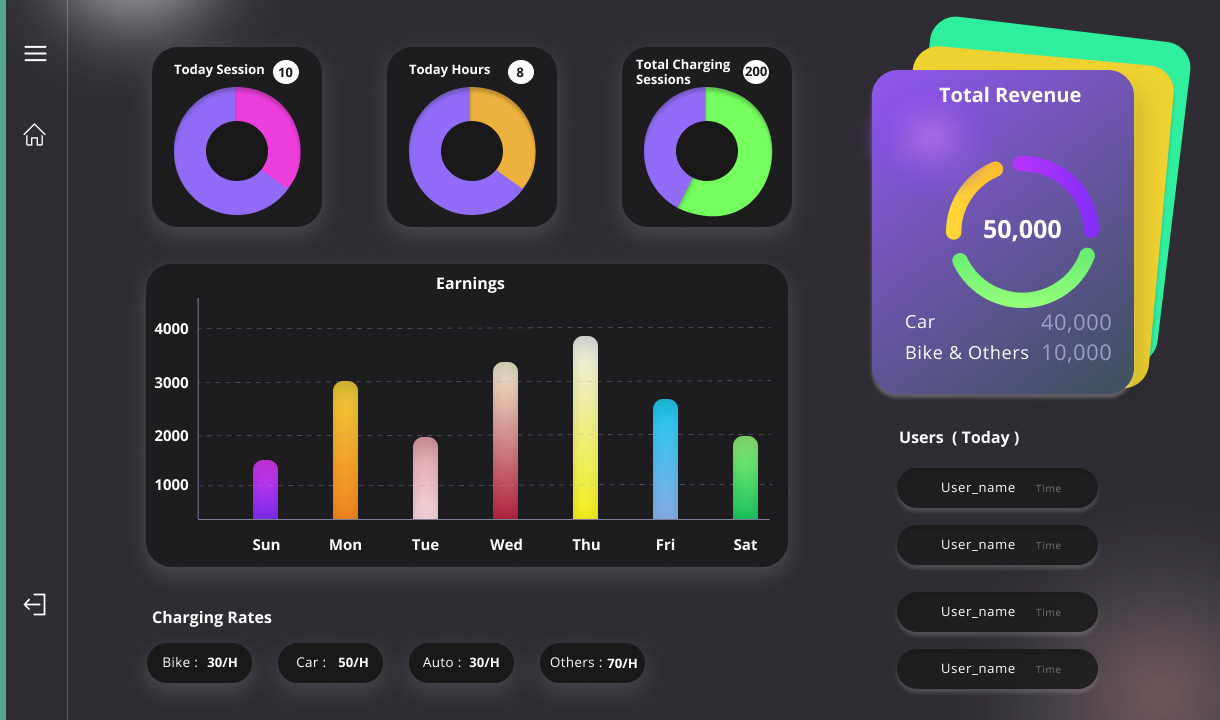 Today Session 10
Today Hours 8
Total Charging
Sessions
200
Total Revenue
50,000
Car 40,000
Bike & Others 10,000
Earnings
4000
3000
2000
1000
Sun Mon Tue Wed Thu Fri Sat
Users ( Today )
User_name Time
User_name Time
User_name Time
User_name Time
Charging Rates
Bike : 30/H
Car : 50/H
Auto : 30/H
Others : 70/H